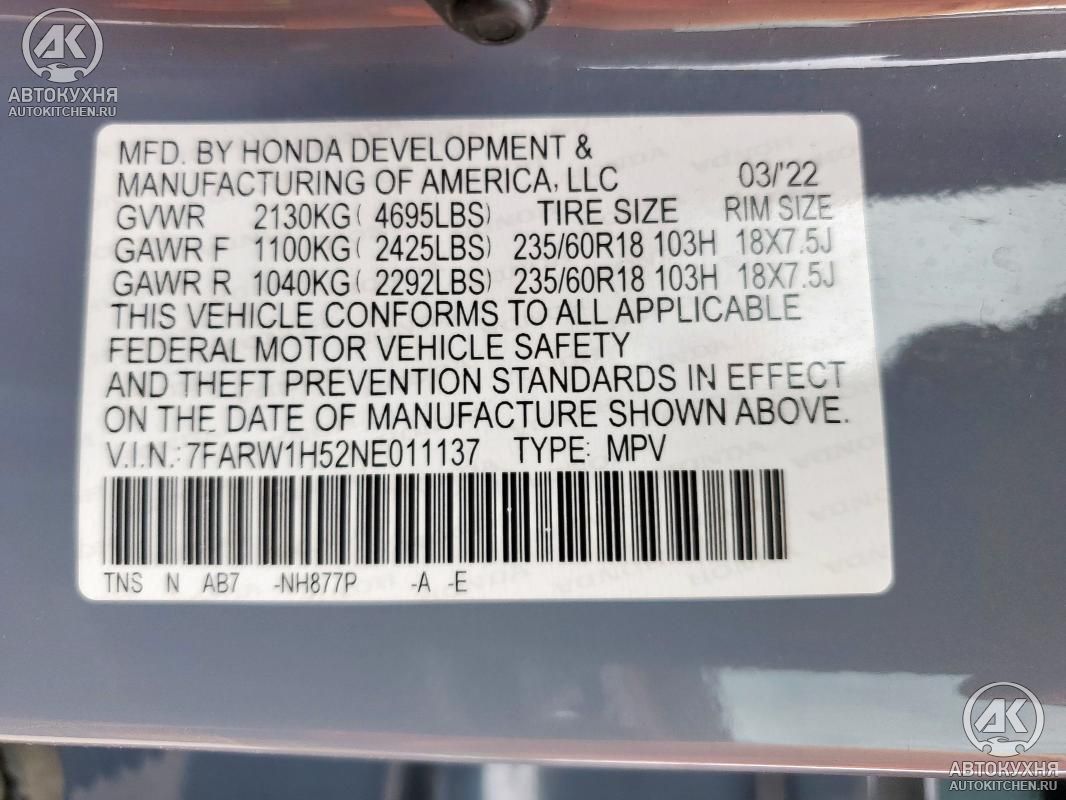 АВТОКУХНЯ
AUTOKITCHEN.RU
MFD. BY HONDA DEVELOPMENT &
MANUFACTURING OF AMERICA, LLC 03/'22
GVWR 2130KG( 4695LBS) TIRE SIZE RIM SIZE
GAWR F 1100KG( 2425LBS) 235/60R18 103H 18X7.5J
GAWR R 1040KG( 2292LBS) 235/60R18 103H 18X7.5J
THIS VEHICLE CONFORMS TO ALL APPLICABLE
FEDERAL MOTOR VEHICLE SAFETY
AND THEFT PREVENTION STANDARDS IN EFFECT
ON THE DATE OF MANUFACTURE SHOWN ABOVE.
V.I.N.: 7FARW1H52NE011137 TYPE: MPV
TNS N AB7 -NH877P -A -E
АВТОКУХНЯ
AUTOKITCHEN.RU